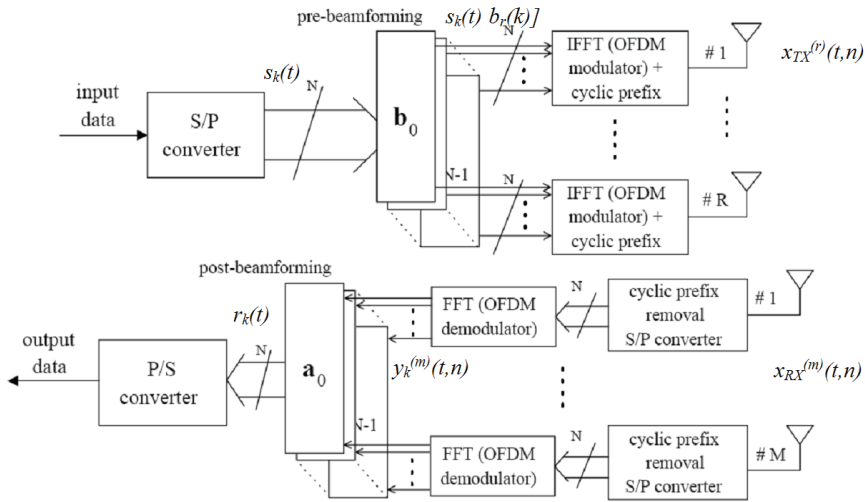 pre-beamforming
s_k(t) b_r(k)]
s_k(t)
input
data
S/P
converter
N
b_0
N-1
N
IFFT (OFDM
modulator) +
cyclic prefix
# 1
x_TX^(r)(t,n)
N
IFFT (OFDM
modulator) +
cyclic prefix
# R
post-beamforming
r_k(t)
output
data
P/S
converter
N
a_0
N-1
y_k^(m)(t,n)
FFT (OFDM
demodulator)
N
cyclic prefix
removal
S/P converter
# 1
x_RX^(m)(t,n)
FFT (OFDM
demodulator)
N
cyclic prefix
removal
S/P converter
# M